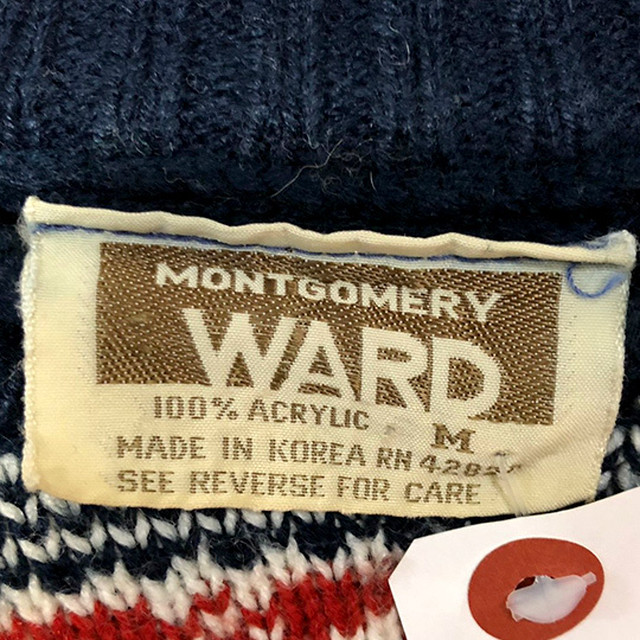 MONTGOMERY
WARD
100% ACRYLIC M
MADE IN KOREA RN
SEE REVERSE FOR CARE